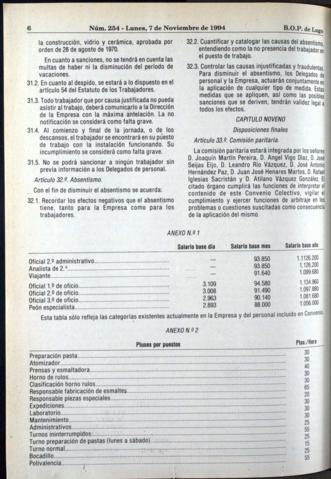 6
Núm. 254 - Lunes, 7 de Noviembre de 1994
B.O.P. de Lugo
la construcción, vidrio y cerámica, aprobada por
orden de 28 de agosto de 1970.
En cuanto a sanciones, no se tendrá en cuenta las
multas de haber ni la disminución del período de
vacaciones.
31.2. En cuanto al despido, se estará a lo dispuesto en el
artículo 54 del Estatuto de los Trabajadores.
31.3. Todo trabajador que por causa justificada no pueda
asistir al trabajo, deberá comunicarlo a la Dirección
de la Empresa con la máxima antelación. La no
notificación se considerará como falta grave.
31.4. Al comienzo y final de la jornada, o de los
descansos, el trabajador se encontrará en su puesto
de trabajo con la instalación funcionando. Su
incumplimiento se considerará como falta grave.
31.5. No se podrá sancionar a ningún trabajador sin
previa información a los Delegados de personal.
Artículo 32.º Absentismo.
Con el fin de disminuir el absentismo se acuerda:
32.1. Recordar los efectos negativos que el absentismo
tiene, tanto para la Empresa como para los
trabajadores.
32.2. Cuantificar y catalogar las causas del absentismo,
entendiendo como la no presencia del trabajador en
el puesto de trabajo.
32.3. Controlar las causas injustificadas y fraudulentas.
Para disminuir el absentismo, los Delegados de
personal y la Empresa, actuarán conjuntamente en
la aplicación de cualquier tipo de medida. Estas
medidas que se apliquen, así como las posibles
sanciones que se deriven, tendrán validez legal a
todos los efectos.
CAPITULO NOVENO
Disposiciones finales
Artículo 33.º Comisión paritaria.
La comisión paritaria estará integrada por los señores
D. Joaquín Martín Pereira, D. Angel Vigo Díaz, D. José
Seijas Eijo, D. Leandro Río Vázquez, D. José Antonio
Hernández Paz, D. Juan José Henares Martos, D. Rafael
Iglesias Sacristán y D. Atilano Vázquez González. El
citado órgano cumplirá las funciones de interpretar el
contenido de este Convenio Colectivo, vigilar el
cumplimiento y ejercer funciones de arbitraje en los
problemas o cuestiones suscitadas como consecuencia
de la aplicación del mismo.
ANEXO N.º 1
Salario base día Salario base mes Salario base año
Oficial 2.º administrativo — 93.850 1.1126.200
Analista de 2.ª — 93.850 1.126.200
Viajante — 91.640 1.099.680
Oficial 1.º de oficio 3.109 94.580 1.134.960
Oficial 2.º de oficio 3.008 91.490 1.097.880
Oficial 3.º de oficio 2.963 90.140 1.081.680
Peón especialista 2.893 88.000 1.056.000
Esta tabla sólo refleja las categorías existentes actualmente en la Empresa y del personal incluido en Convenio.
ANEXO N.º 2
Pluses por puestos Ptas./Hora
Preparación pasta 30
Atomizador 30
Prensas y esmaltadora 40
Horno de rulos 30
Clasificación horno rulos 30
Responsable fabricación de esmaltes 65
Responsable piezas especiales 20
Expediciones 30
Laboratorio 30
Mantenimiento 30
Administrativos 25
Turnos ininterrumpidos 55
Turno preparación de pastas (lunes a sábado) 25
Turno normal 15
Bocadillo 25
Polivalencia 55